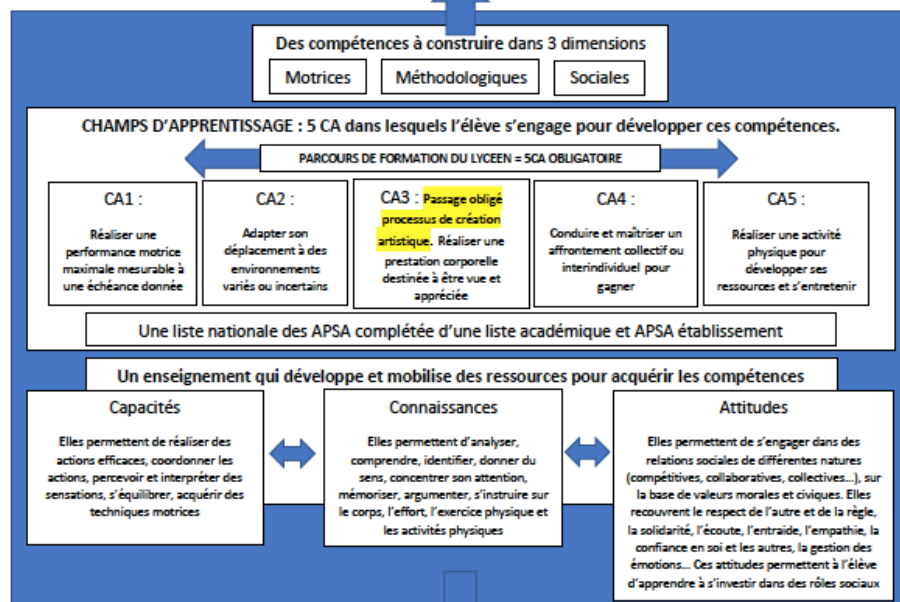 Des compétences à construire dans 3 dimensions
Motrices
Méthodologiques
Sociales
CHAMPS D'APPRENTISSAGE : 5 CA dans lesquels l'élève s'engage pour développer ces compétences.
PARCOURS DE FORMATION DU LYCEEN = 5CA OBLIGATOIRE
CA1 :
Réaliser une
performance motrice
maximale mesurable à
une échéance donnée
CA2 :
Adapter son
déplacement à des
environnements
variés ou incertains
CA3 : Passage obligé
processus de création
artistique. Réaliser une
prestation corporelle
destinée à être vue et
appréciée
CA4 :
Conduire et maîtriser un
affrontement collectif ou
interindividuel pour
gagner
CA5 :
Réaliser une activité
physique pour
développer ses
ressources et s'entretenir
Une liste nationale des APSA complétée d'une liste académique et APSA établissement
Un enseignement qui développe et mobilise des ressources pour acquérir les compétences
Capacités
Elles permettent de réaliser des
actions efficaces, coordonner les
actions, percevoir et interpréter des
sensations, s'équilibrer, acquérir des
techniques motrices
Connaissances
Elles permettent d'analyser,
comprendre, identifier, donner du
sens, concentrer son attention,
mémoriser, argumenter, s'instruire sur
le corps, l'effort, l'exercice physique et
les activités physiques
Attitudes
Elles permettent de s'engager dans des
relations sociales de différentes natures
(compétitives, collaboratives, collectives...), sur
la base de valeurs morales et civiques. Elles
recouvrent le respect de l'autre et de la règle,
la solidarité, l'écoute, l'entraide, l'empathie, la
confiance en soi et les autres, la gestion des
émotions... Ces attitudes permettent à l'élève
d'apprendre à s'investir dans des rôles sociaux